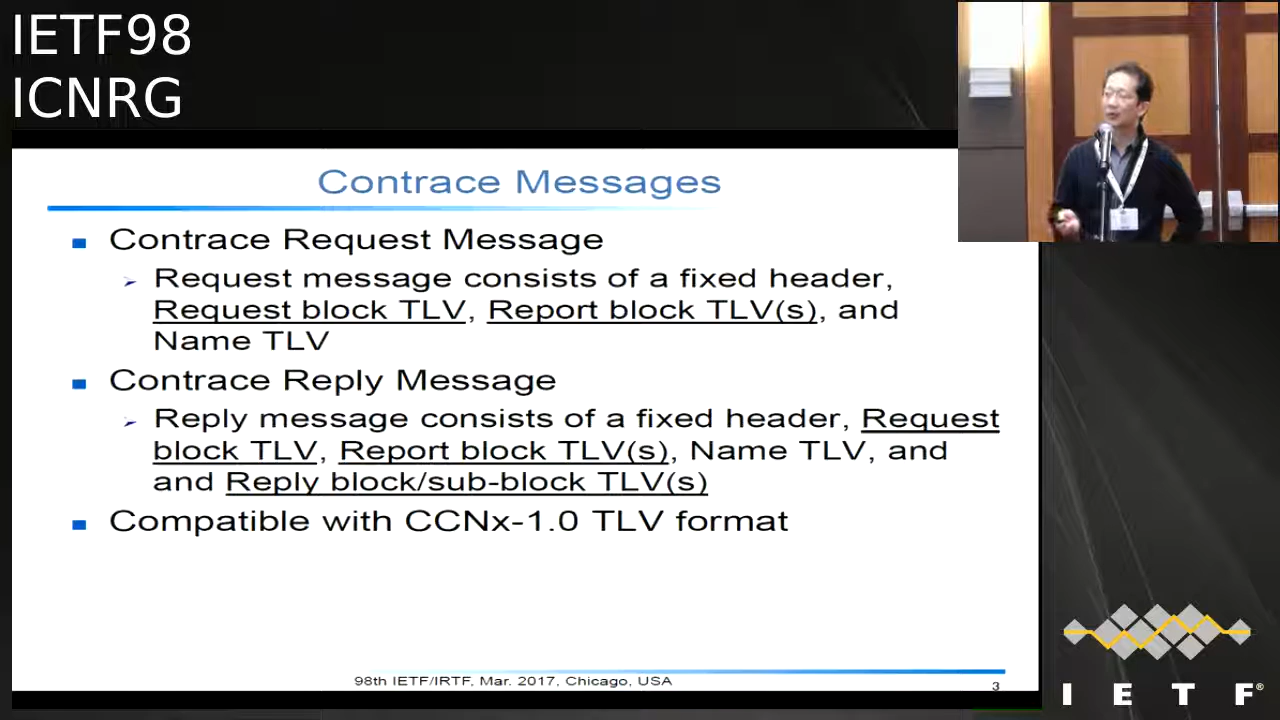 IETF98
ICNRG
Contrace Messages
Contrace Request Message
Request message consists of a fixed header,
Request block TLV, Report block TLV(s), and
Name TLV
Contrace Reply Message
Reply message consists of a fixed header, Request
block TLV, Report block TLV(s), Name TLV, and
and Reply block/sub-block TLV(s)
Compatible with CCNx-1.0 TLV format
98th IETF/IRTF, Mar. 2017, Chicago, USA
3
I E T F®